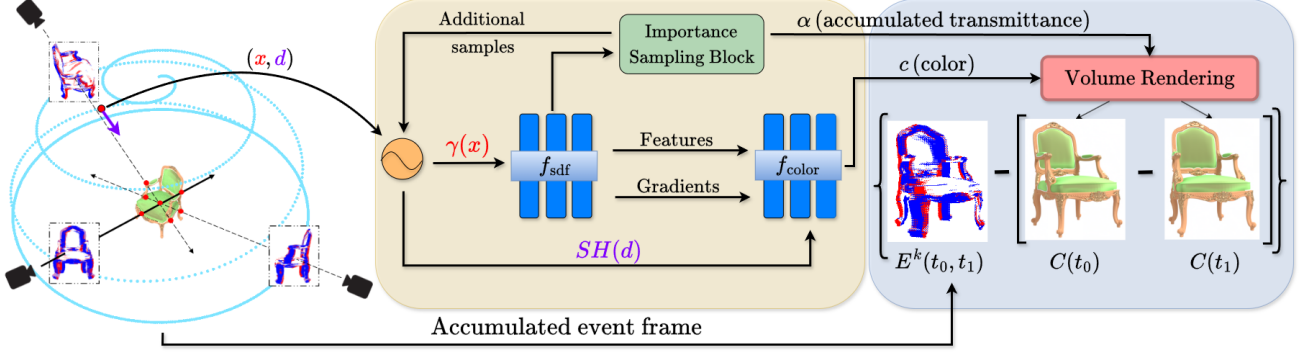 (x, d)
Additional
samples
Importance
Sampling Block
α (accumulated transmittance)
c (color)
Volume Rendering
γ(x)
f_sdf
Features
Gradients
f_color
SH(d)
E^k(t_0, t_1)
C(t_0)
C(t_1)
Accumulated event frame